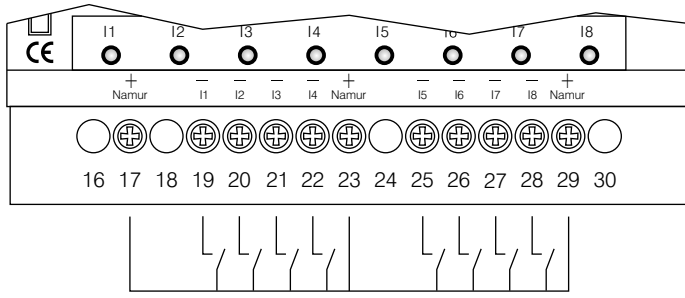 I1 I2 I3 I4 I5 I6 I7 I8
CE
+ − − − − + − − − − +
Namur I1 I2 I3 I4 Namur I5 I6 I7 I8 Namur
16 17 18 19 20 21 22 23 24 25 26 27 28 29 30